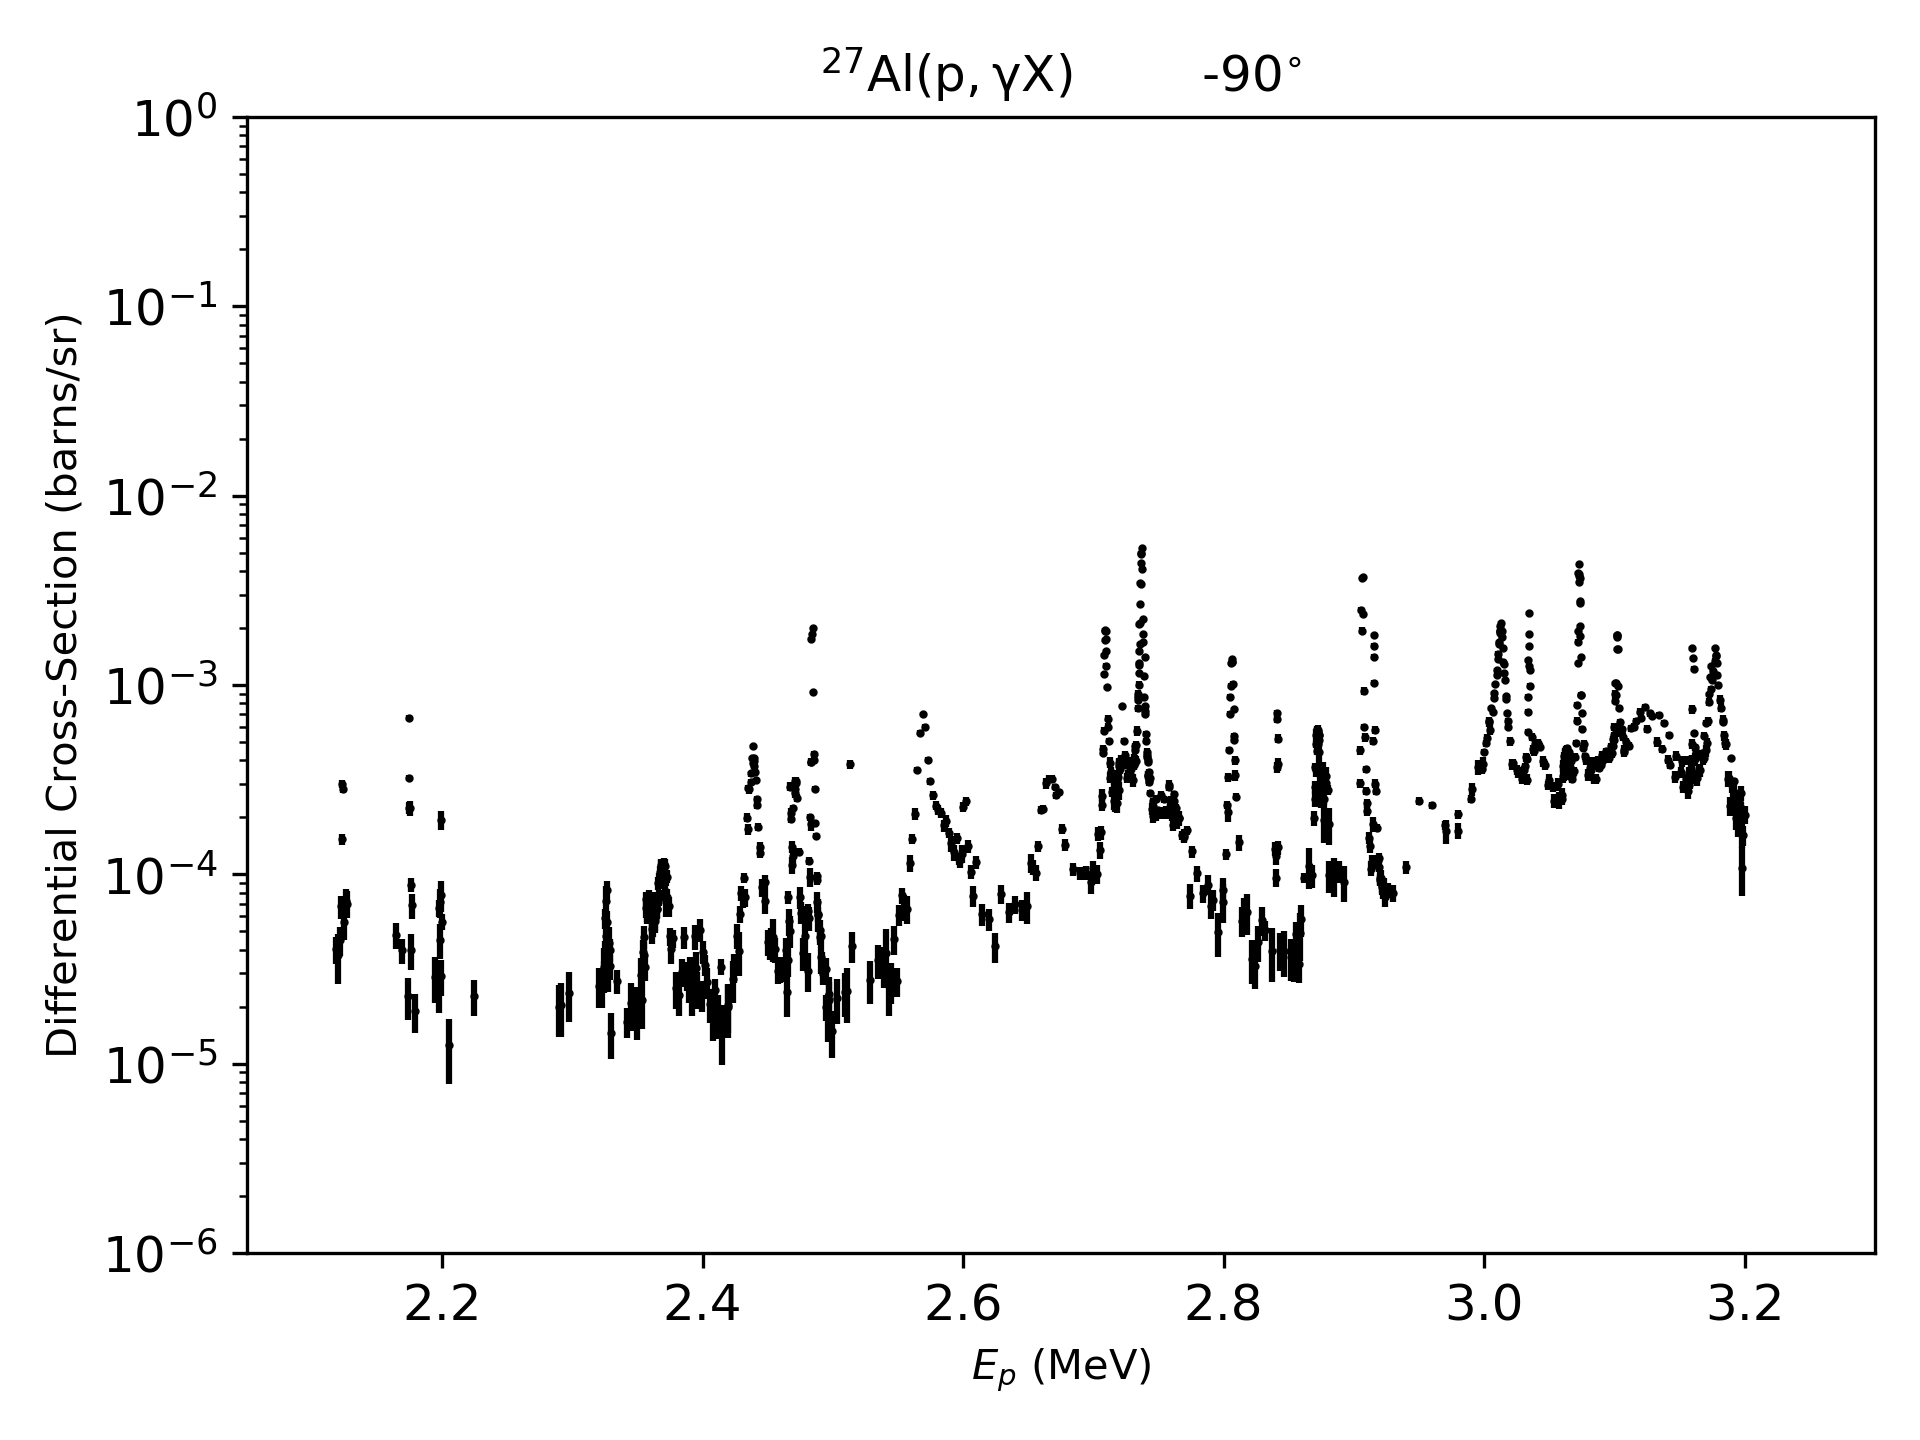 ²⁷Al(p, γX) -90°
10⁰
10⁻¹
10⁻²
10⁻³
10⁻⁴
10⁻⁵
10⁻⁶
Differential Cross-Section (barns/sr)
2.2 2.4 2.6 2.8 3.0 3.2
Eₚ (MeV)